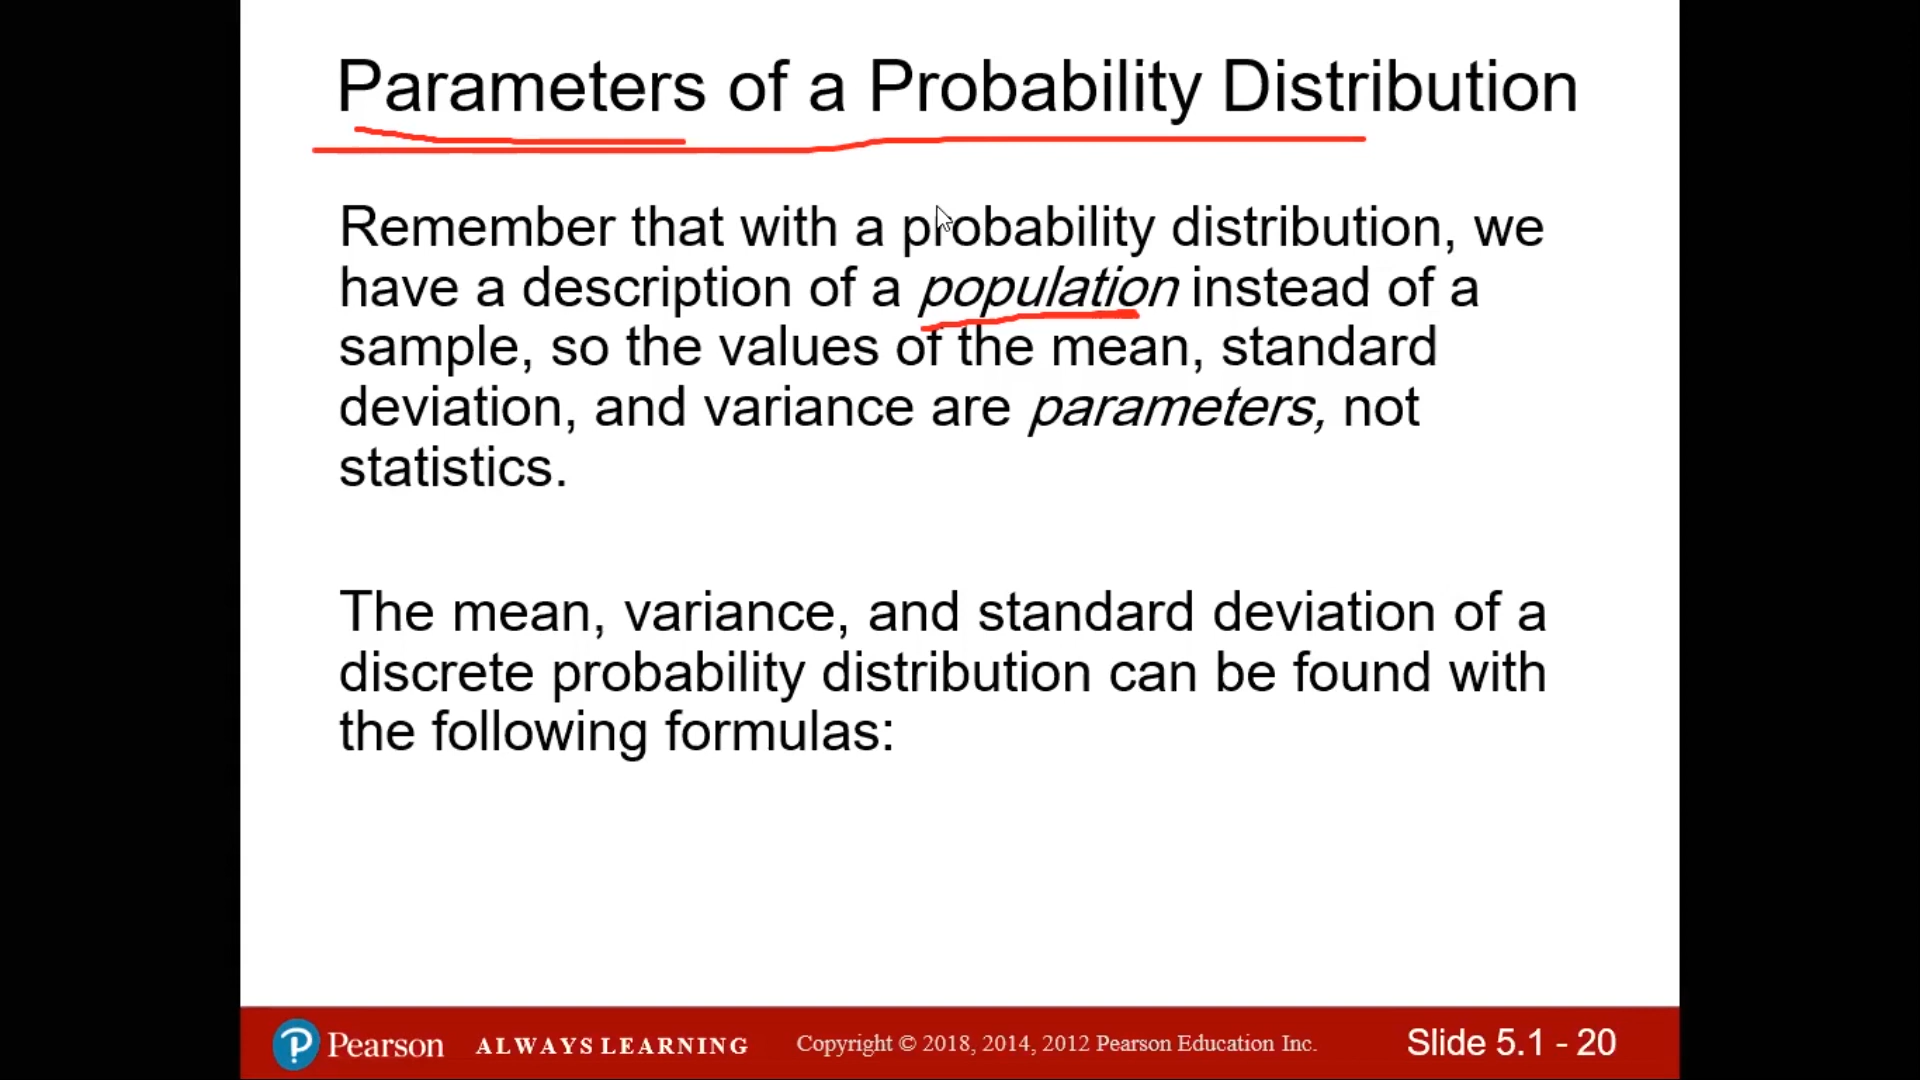 Parameters of a Probability Distribution
Remember that with a probability distribution, we
have a description of a population instead of a
sample, so the values of the mean, standard
deviation, and variance are parameters, not
statistics.
The mean, variance, and standard deviation of a
discrete probability distribution can be found with
the following formulas:
Pearson ALWAYS LEARNING Copyright © 2018, 2014, 2012 Pearson Education Inc. Slide 5.1 - 20